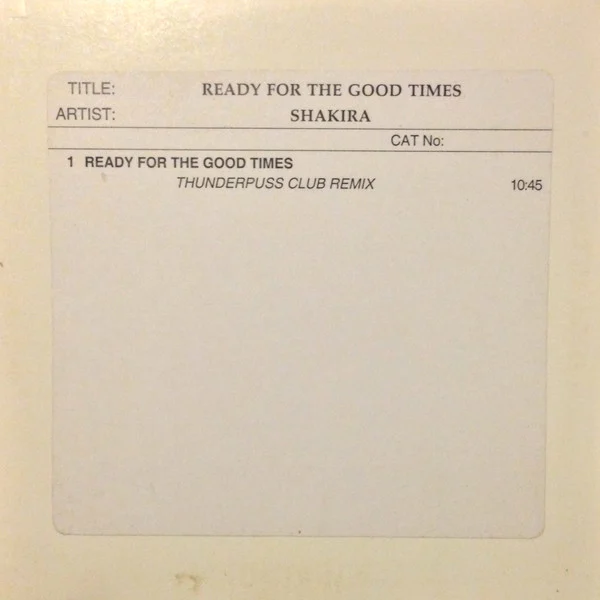 TITLE: READY FOR THE GOOD TIMES
ARTIST: SHAKIRA
CAT No:
1 READY FOR THE GOOD TIMES
THUNDERPUSS CLUB REMIX 10:45